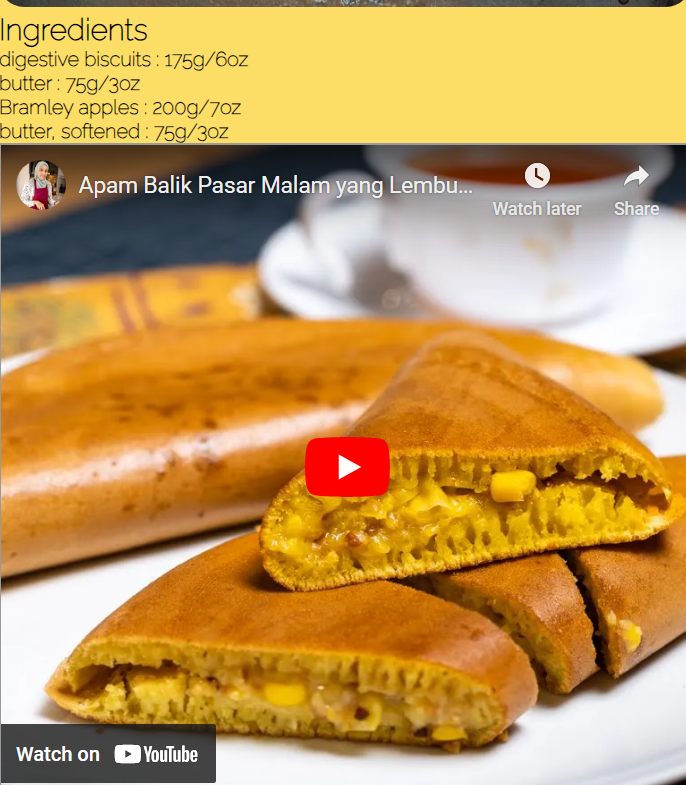 Ingredients
digestive biscuits : 175g/6oz
butter : 75g/3oz
Bramley apples : 200g/7oz
butter, softened : 75g/3oz
Apam Balik Pasar Malam yang Lembu...
Watch later
Share
Watch on YouTube